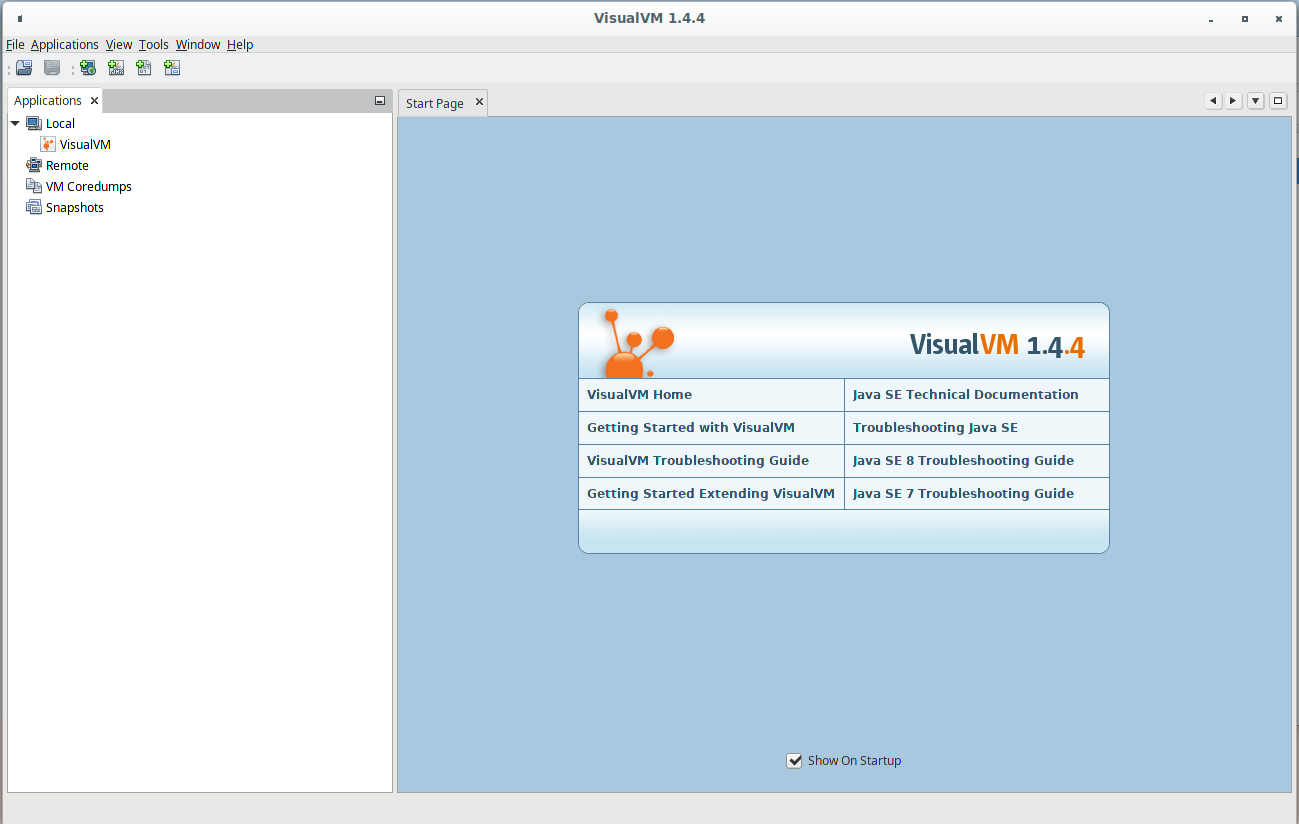 VisualVM 1.4.4
File Applications View Tools Window Help
Applications
Start Page
Local
VisualVM
Remote
VM Coredumps
Snapshots
VisualVM 1.4.4
VisualVM Home
Java SE Technical Documentation
Getting Started with VisualVM
Troubleshooting Java SE
VisualVM Troubleshooting Guide
Java SE 8 Troubleshooting Guide
Getting Started Extending VisualVM
Java SE 7 Troubleshooting Guide
Show On Startup